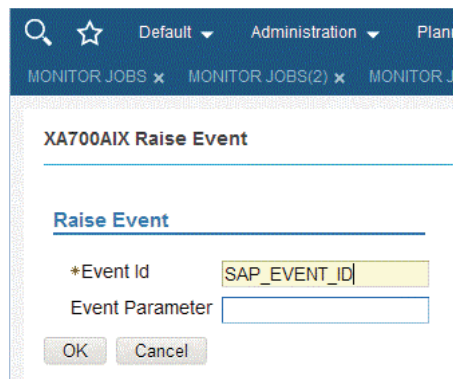 Default Administration Plann
MONITOR JOBS x MONITOR JOBS(2) x MONITOR J
XA700AIX Raise Event
Raise Event
*Event Id SAP_EVENT_ID
Event Parameter
OK Cancel